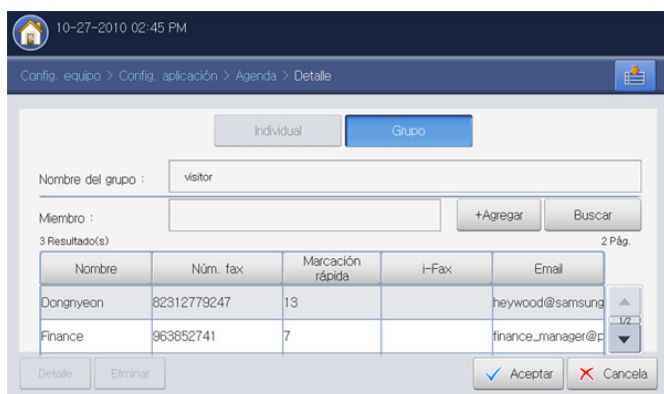 10-27-2010 02:45 PM
Config. equipo > Config. aplicación > Agenda > Detalle
Individual Grupo
Nombre del grupo : visitor
Miembro : +Agregar Buscar
3 Resultado(s) 2 Pág.
Nombre Núm. fax Marcación rápida i-Fax Email
Dongnyeon 82312779247 13 heywood@samsung
1/2
Finance 963852741 7 finance_manager@p
Detalle Eliminar Aceptar Cancela